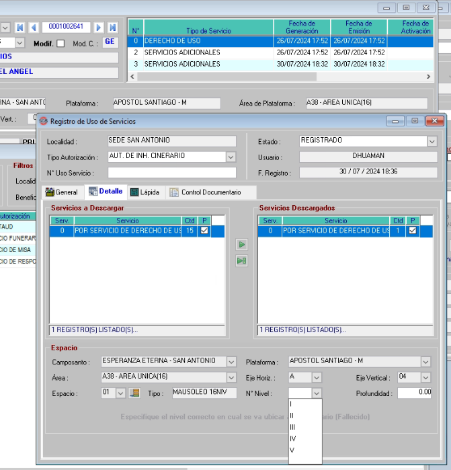 0001002641
Modif. Mod C. GE
IOS
EL ANGEL
N° Tipo de Servicio Fecha de Generación Fecha de Emisión Fecha de Activación
0 DERECHO DE USO 26/07/2024 17:52 26/07/2024 17:52
2 SERVICIOS ADICIONALES 26/07/2024 17:52 26/07/2024 17:52
3 SERVICIOS ADICIONALES 30/07/2024 18:32 30/07/2024 18:32
NA - SAN ANTO Plataforma : APOSTOL SANTIAGO - M Área de Plataforma : A38 - AREA UNICA(16)
Vert. :
Registro de Uso de Servicios
Localidad : SEDE SAN ANTONIO Estado : REGISTRADO
Tipo Autorización : AUT. DE INH. CINERARIO Usuario : DHUAMAN
N° Uso Servicio : F. Registro : 30 / 07 / 2024 18:36
Filtros
Localid
Benefic
utorización
TAUD
CIO FUNERAR
CIO DE MISA
CIO DE RESPO
General Detalle Lápida Control Documentario
Servicios a Descargar Servicios Descargados
Serv. Servicio Ctd P Serv. Servicio Ctd P
0 POR SERVICIO DE DERECHO DE US 15 0 POR SERVICIO DE DERECHO DE US 1
1 REGISTRO(S) LISTADO(S)... 1 REGISTRO(S) LISTADO(S)...
Espacio
Camposanto : ESPERANZA ETERNA - SAN ANTONIO Plataforma : APOSTOL SANTIAGO - M
Área : A38 - AREA UNICA(16) Eje Horiz. : A Eje Vertical : 04
Espacio : 01 Tipo : MAUSOLEO 16NIV N° Nivel : Profundidad : 0.00
I
II
III
IV
V
Especifique el nivel correcto en cual se va ubicar (Fallecido)